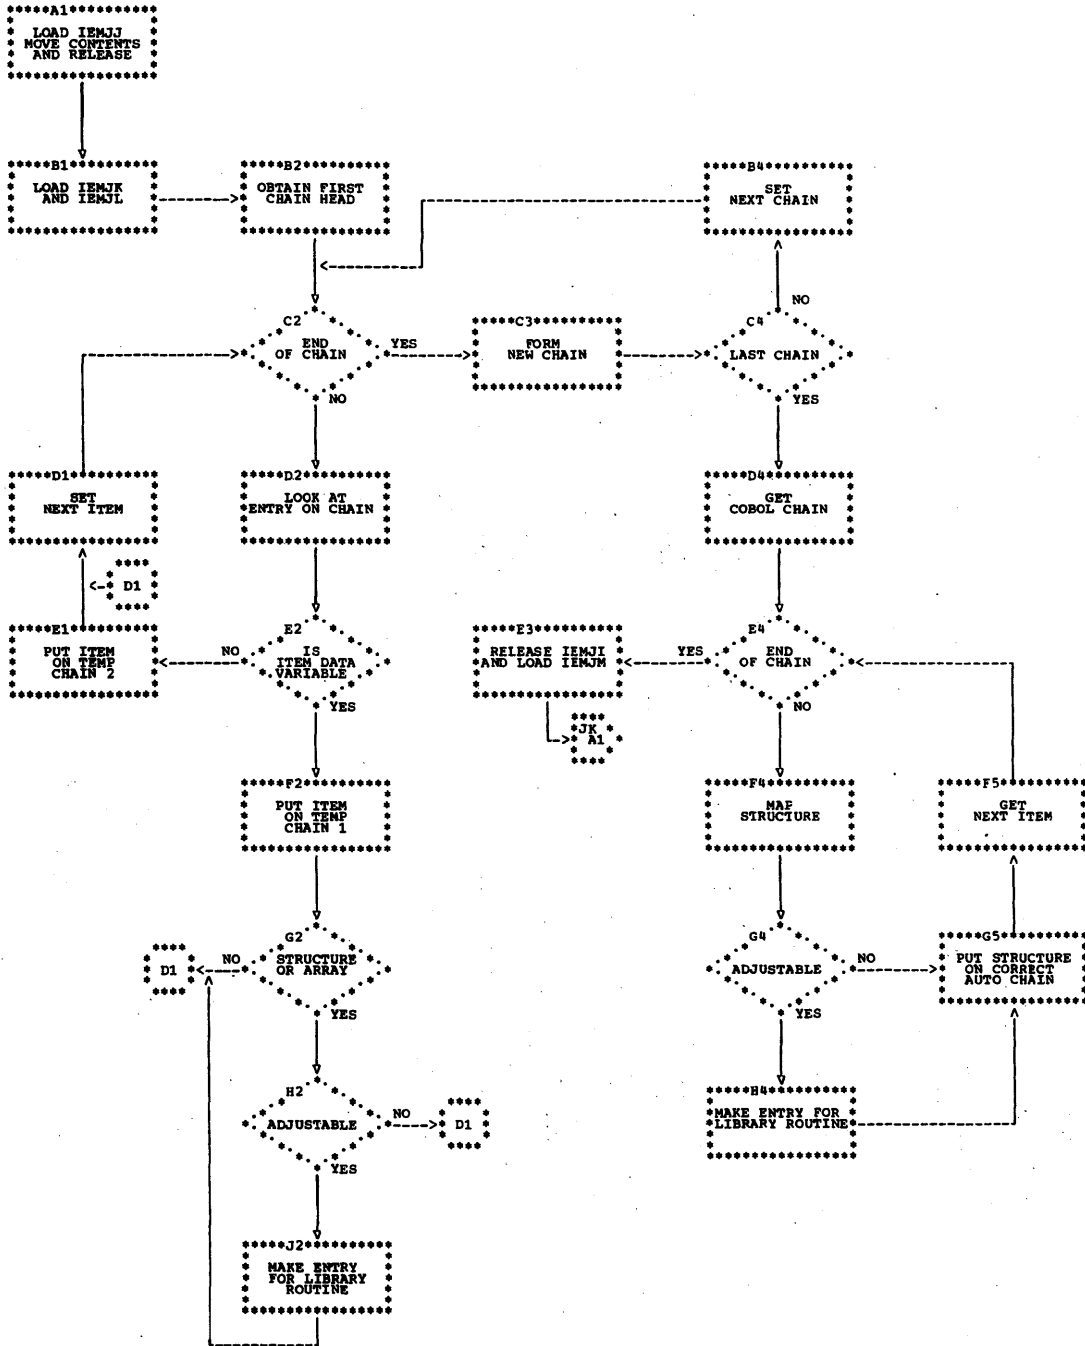 A1
LOAD IEMJJ
MOVE CONTENTS
AND RELEASE
B1
LOAD IEMJK
AND IEMJL
B2
OBTAIN FIRST
CHAIN HEAD
B4
SET
NEXT CHAIN
NO
C2
END
OF CHAIN
YES
NO
C3
FORM
NEW CHAIN
C4
LAST CHAIN
YES
D1
SET
NEXT ITEM
D2
LOOK AT
ENTRY ON CHAIN
D4
GET
COBOL CHAIN
D1
E1
PUT ITEM
ON TEMP
CHAIN 2
NO
E2
IS
ITEM DATA
VARIABLE
YES
E3
RELEASE IEMJI
AND LOAD IEMJM
YES
E4
END
OF CHAIN
NO
JK
A1
F2
PUT ITEM
ON TEMP
CHAIN 1
F4
MAP
STRUCTURE
F5
GET
NEXT ITEM
D1
NO
G2
STRUCTURE
OR ARRAY
YES
G4
ADJUSTABLE
NO
YES
G5
PUT STRUCTURE
ON CORRECT
AUTO CHAIN
H2
ADJUSTABLE
NO
D1
YES
H4
MAKE ENTRY FOR
LIBRARY ROUTINE
J2
MAKE ENTRY
FOR LIBRARY
ROUTINE